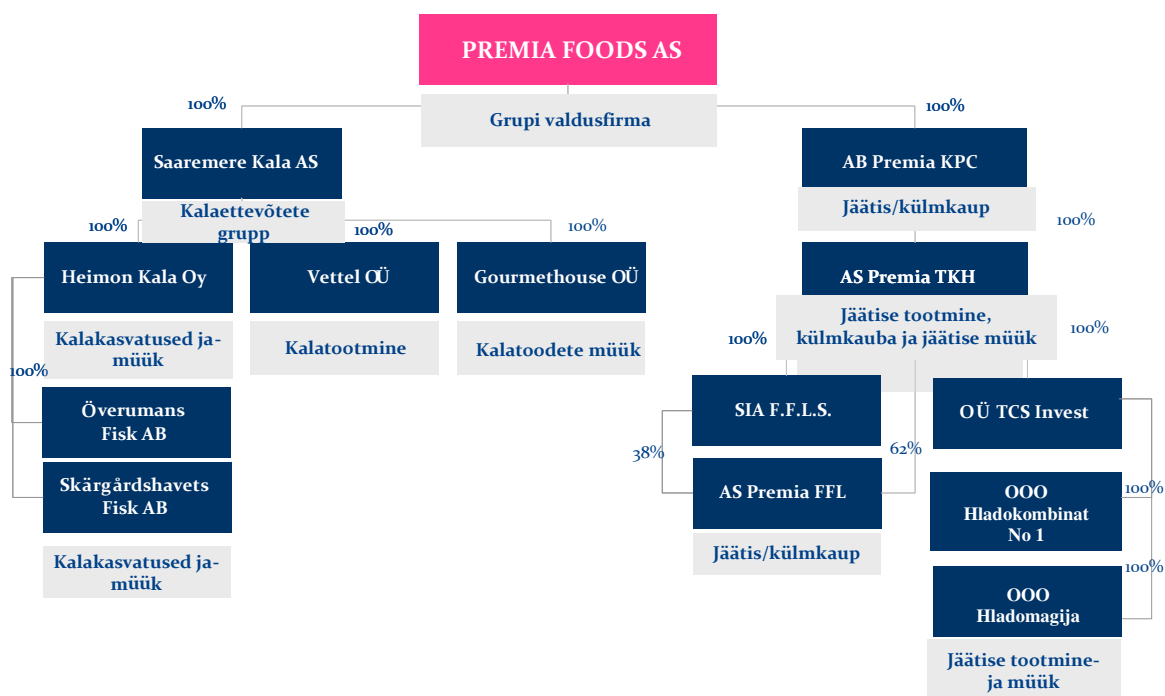 PREMIA FOODS AS
Grupi valdusfirma
100%
100%
Saaremere Kala AS
Kalaettevõtete
grupp
AB Premia KPC
Jäätis/külmkaup
100%
100%
100%
100%
Heimon Kala Oy
Vettel OÜ
Gourmethouse OÜ
AS Premia TKH
Kalakasvatused ja-
müük
Kalatootmine
Kalatoodete müük
Jäätise tootmine,
külmkauba ja jäätise müük
100%
100%
100%
Överumans
Fisk AB
Skärgårdshavets
Fisk AB
Kalakasvatused ja-
müük
SIA F.F.L.S.
38%
62%
AS Premia FFL
Jäätis/külmkaup
OÜ TCS Invest
OOO
Hladokombinat
No 1
100%
OOO
Hladomagija
100%
Jäätise tootmine-
ja müük